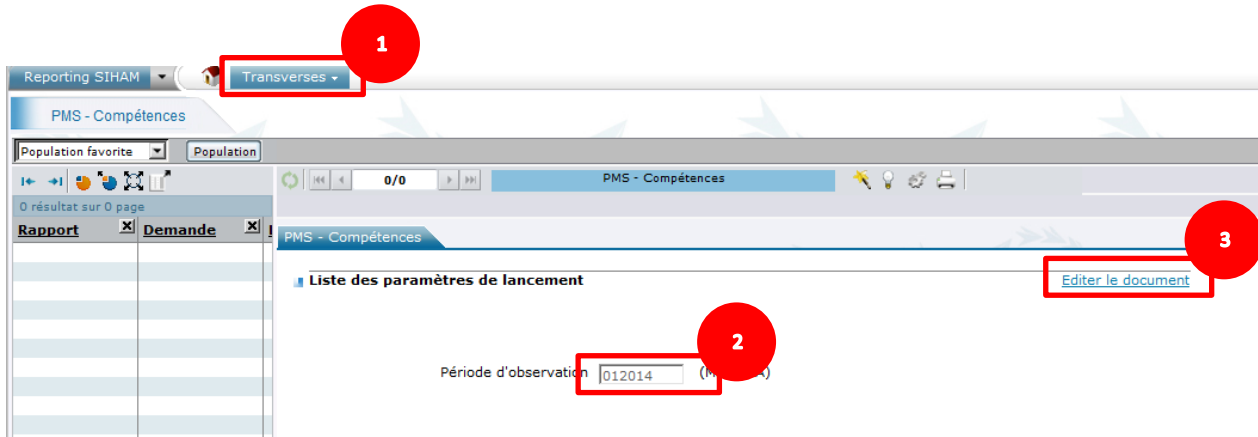 1
Reporting SIHAM Transverses
PMS - Compétences
Population favorite Population
0/0 PMS - Compétences
0 résultat sur 0 page
Rapport Demande
PMS - Compétences
3
Liste des paramètres de lancement Editer le document
2
Période d'observation 012014